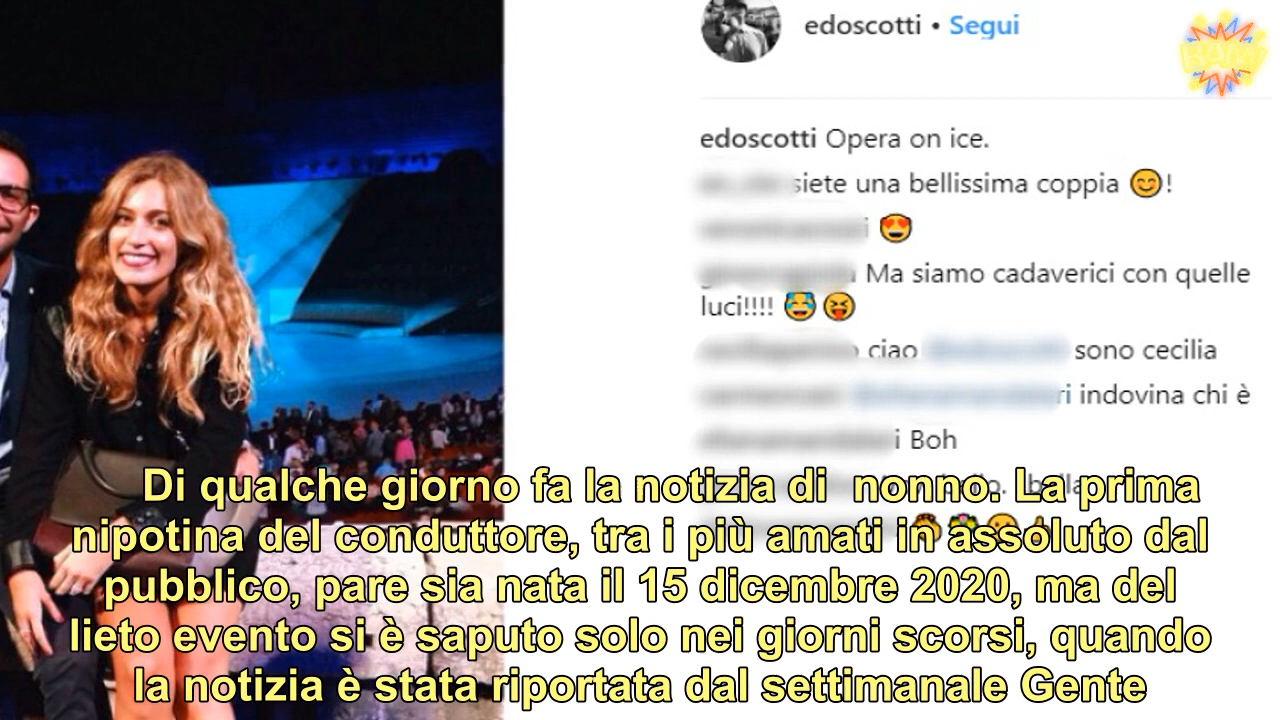 edoscotti • Segui
edoscotti Opera on ice.
siete una bellissima coppia 😊!
i 😍
Ma siamo cadaverici con quelle
luci!!!! 😂😝
ciao sono cecilia
ri indovina chi è
i Boh
Di qualche giorno fa la notizia di nonno. La prima
nipotina del conduttore, tra i più amati in assoluto dal
pubblico, pare sia nata il 15 dicembre 2020, ma del
lieto evento si è saputo solo nei giorni scorsi, quando
la notizia è stata riportata dal settimanale Gente